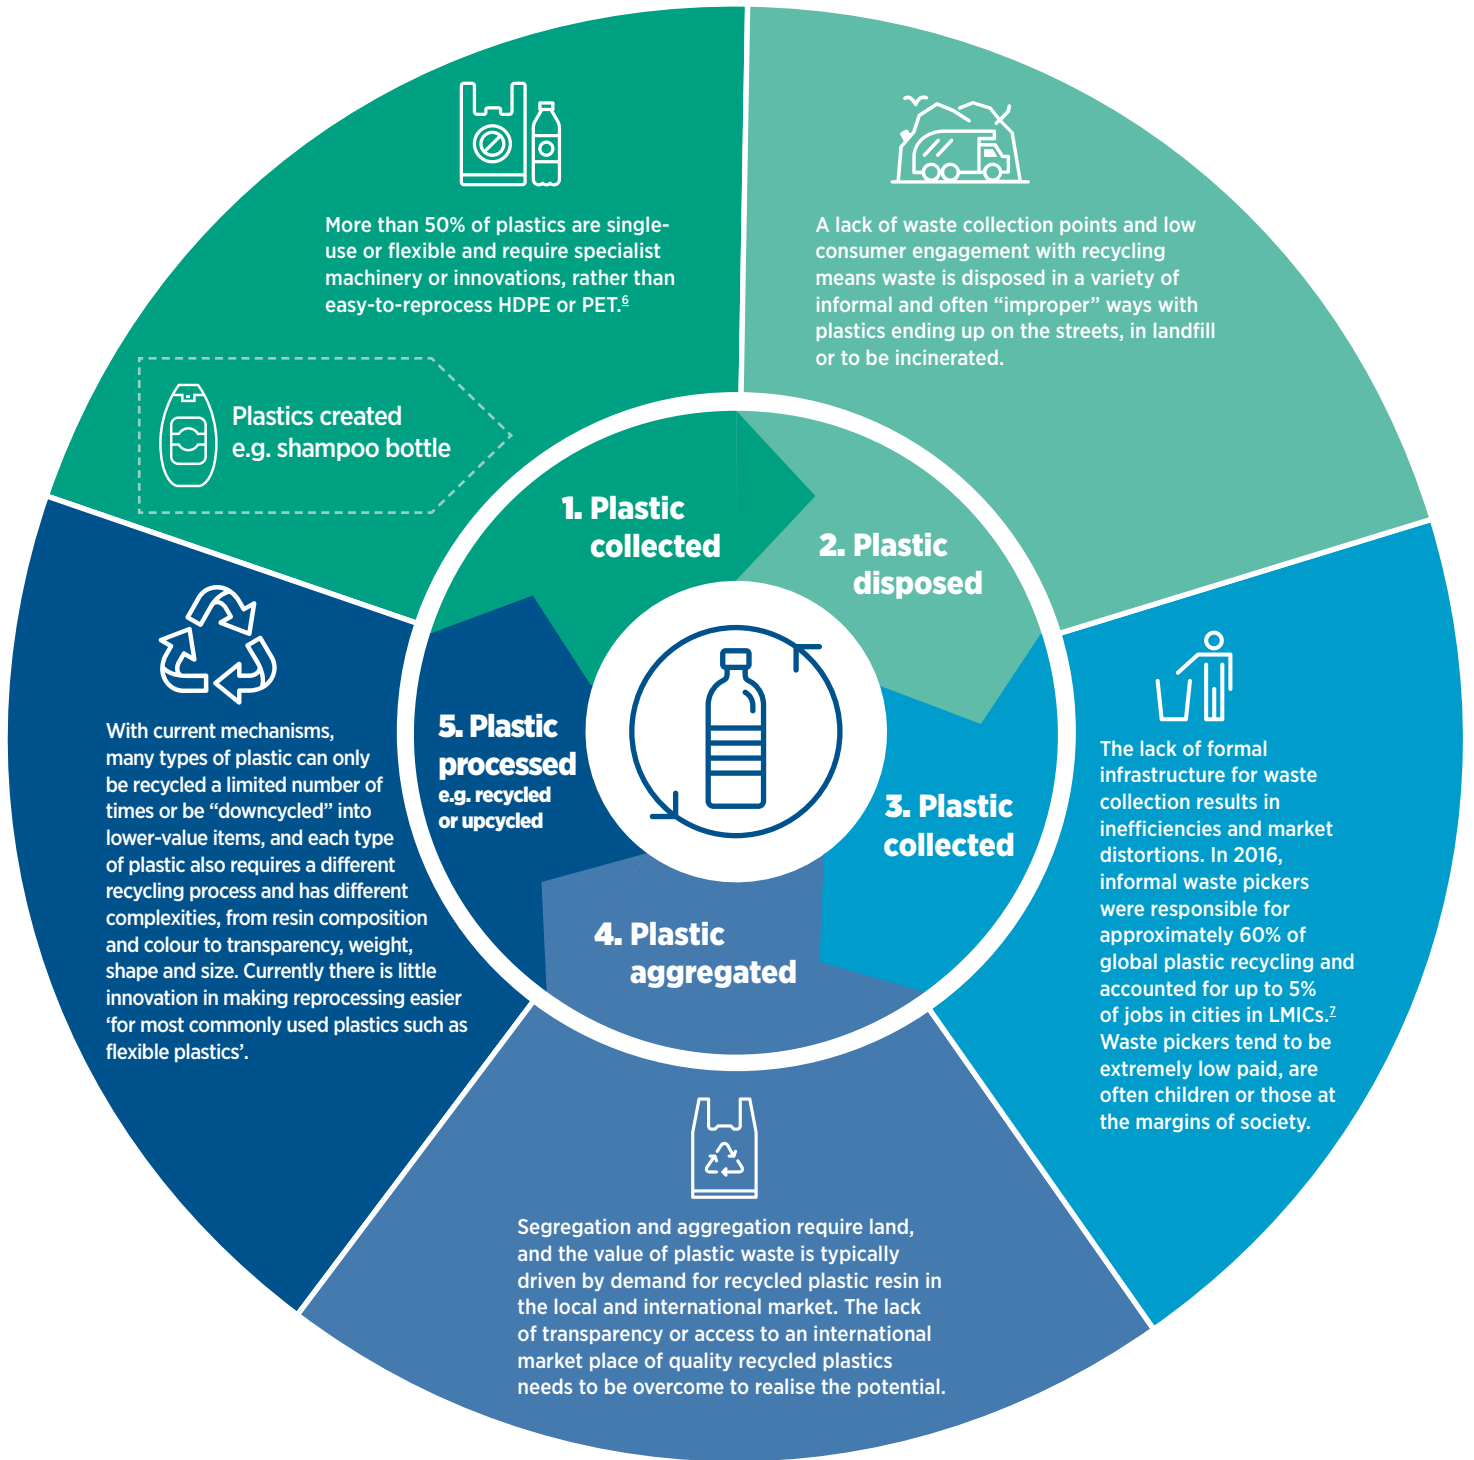 More than 50% of plastics are single-
use or flexible and require specialist
machinery or innovations, rather than
easy-to-reprocess HDPE or PET.6
Plastics created
e.g. shampoo bottle
1. Plastic
collected
A lack of waste collection points and low
consumer engagement with recycling
means waste is disposed in a variety of
informal and often “improper” ways with
plastics ending up on the streets, in landfill
or to be incinerated.
2. Plastic
disposed
The lack of formal
infrastructure for waste
collection results in
inefficiencies and market
distortions. In 2016,
informal waste pickers
were responsible for
approximately 60% of
global plastic recycling and
accounted for up to 5%
of jobs in cities in LMICs.7
Waste pickers tend to be
extremely low paid, are
often children or those at
the margins of society.
3. Plastic
collected
4. Plastic
aggregated
Segregation and aggregation require land,
and the value of plastic waste is typically
driven by demand for recycled plastic resin in
the local and international market. The lack
of transparency or access to an international
market place of quality recycled plastics
needs to be overcome to realise the potential.
5. Plastic
processed
e.g. recycled
or upcycled
With current mechanisms,
many types of plastic can only
be recycled a limited number of
times or be “downcycled” into
lower-value items, and each type
of plastic also requires a different
recycling process and has different
complexities, from resin composition
and colour to transparency, weight,
shape and size. Currently there is little
innovation in making reprocessing easier
‘for most commonly used plastics such as
flexible plastics’.